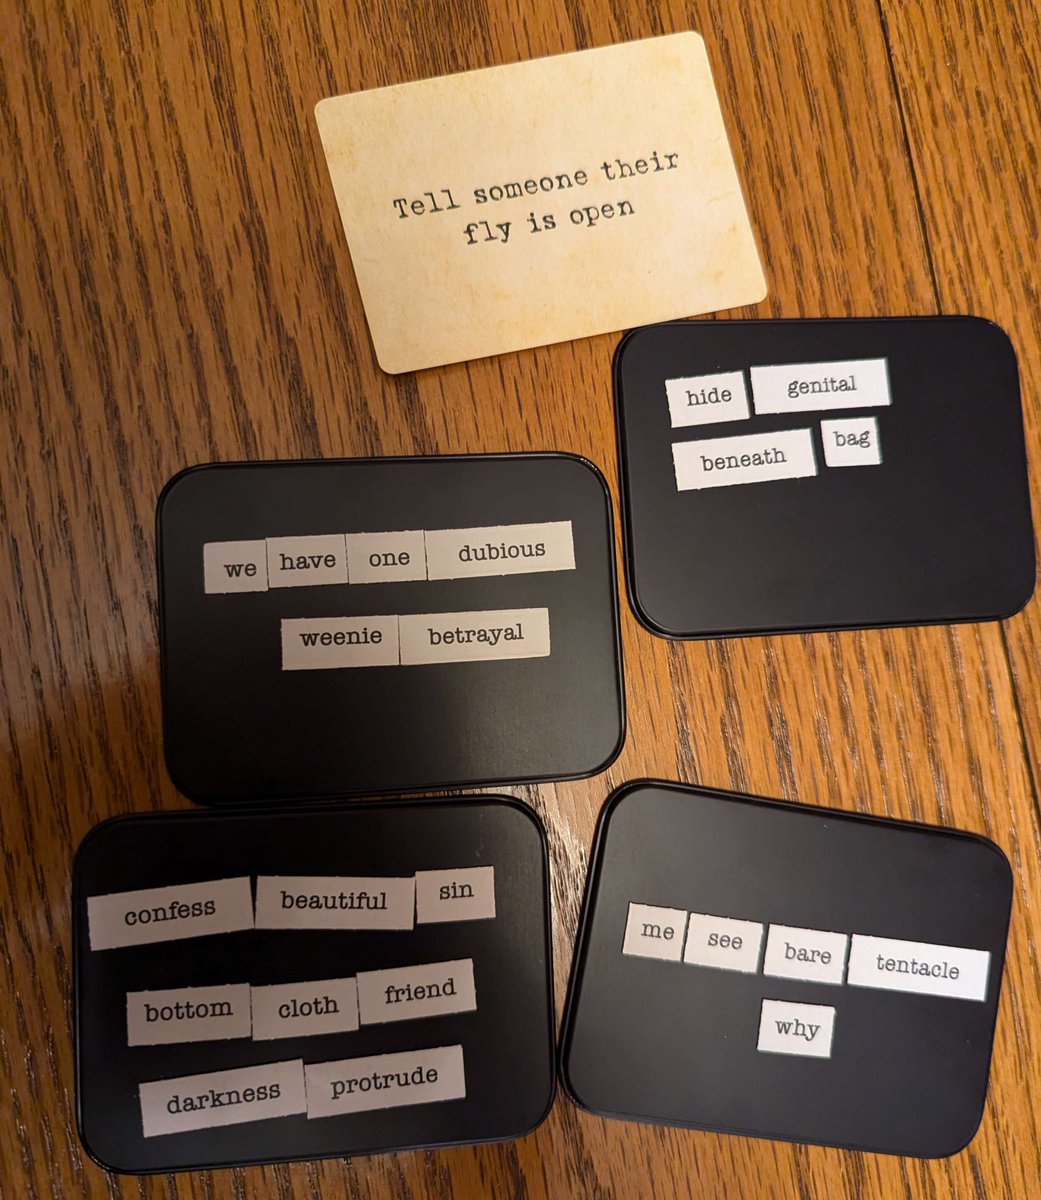 Tell someone their
fly is open
hide genital
beneath bag
we have one dubious
weenie betrayal
confess beautiful sin
bottom cloth friend
darkness protrude
me see bare tentacle
why